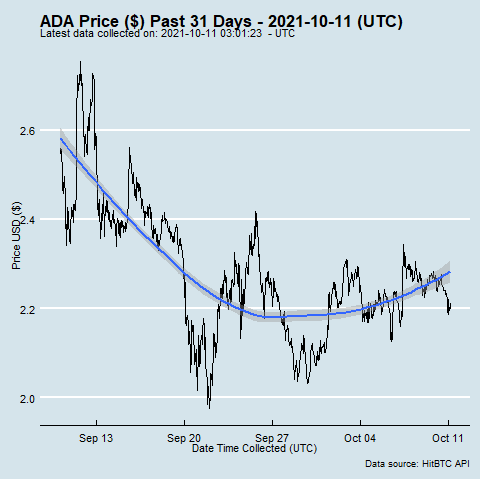 ADA Price ($) Past 31 Days - 2021-10-11 (UTC)
Latest data collected on: 2021-10-11 03:01:23  - UTC
Price USD ($)
2.6
2.4
2.2
2.0
Sep 13
Sep 20
Sep 27
Oct 04
Oct 11
Date Time Collected (UTC)
Data source: HitBTC API